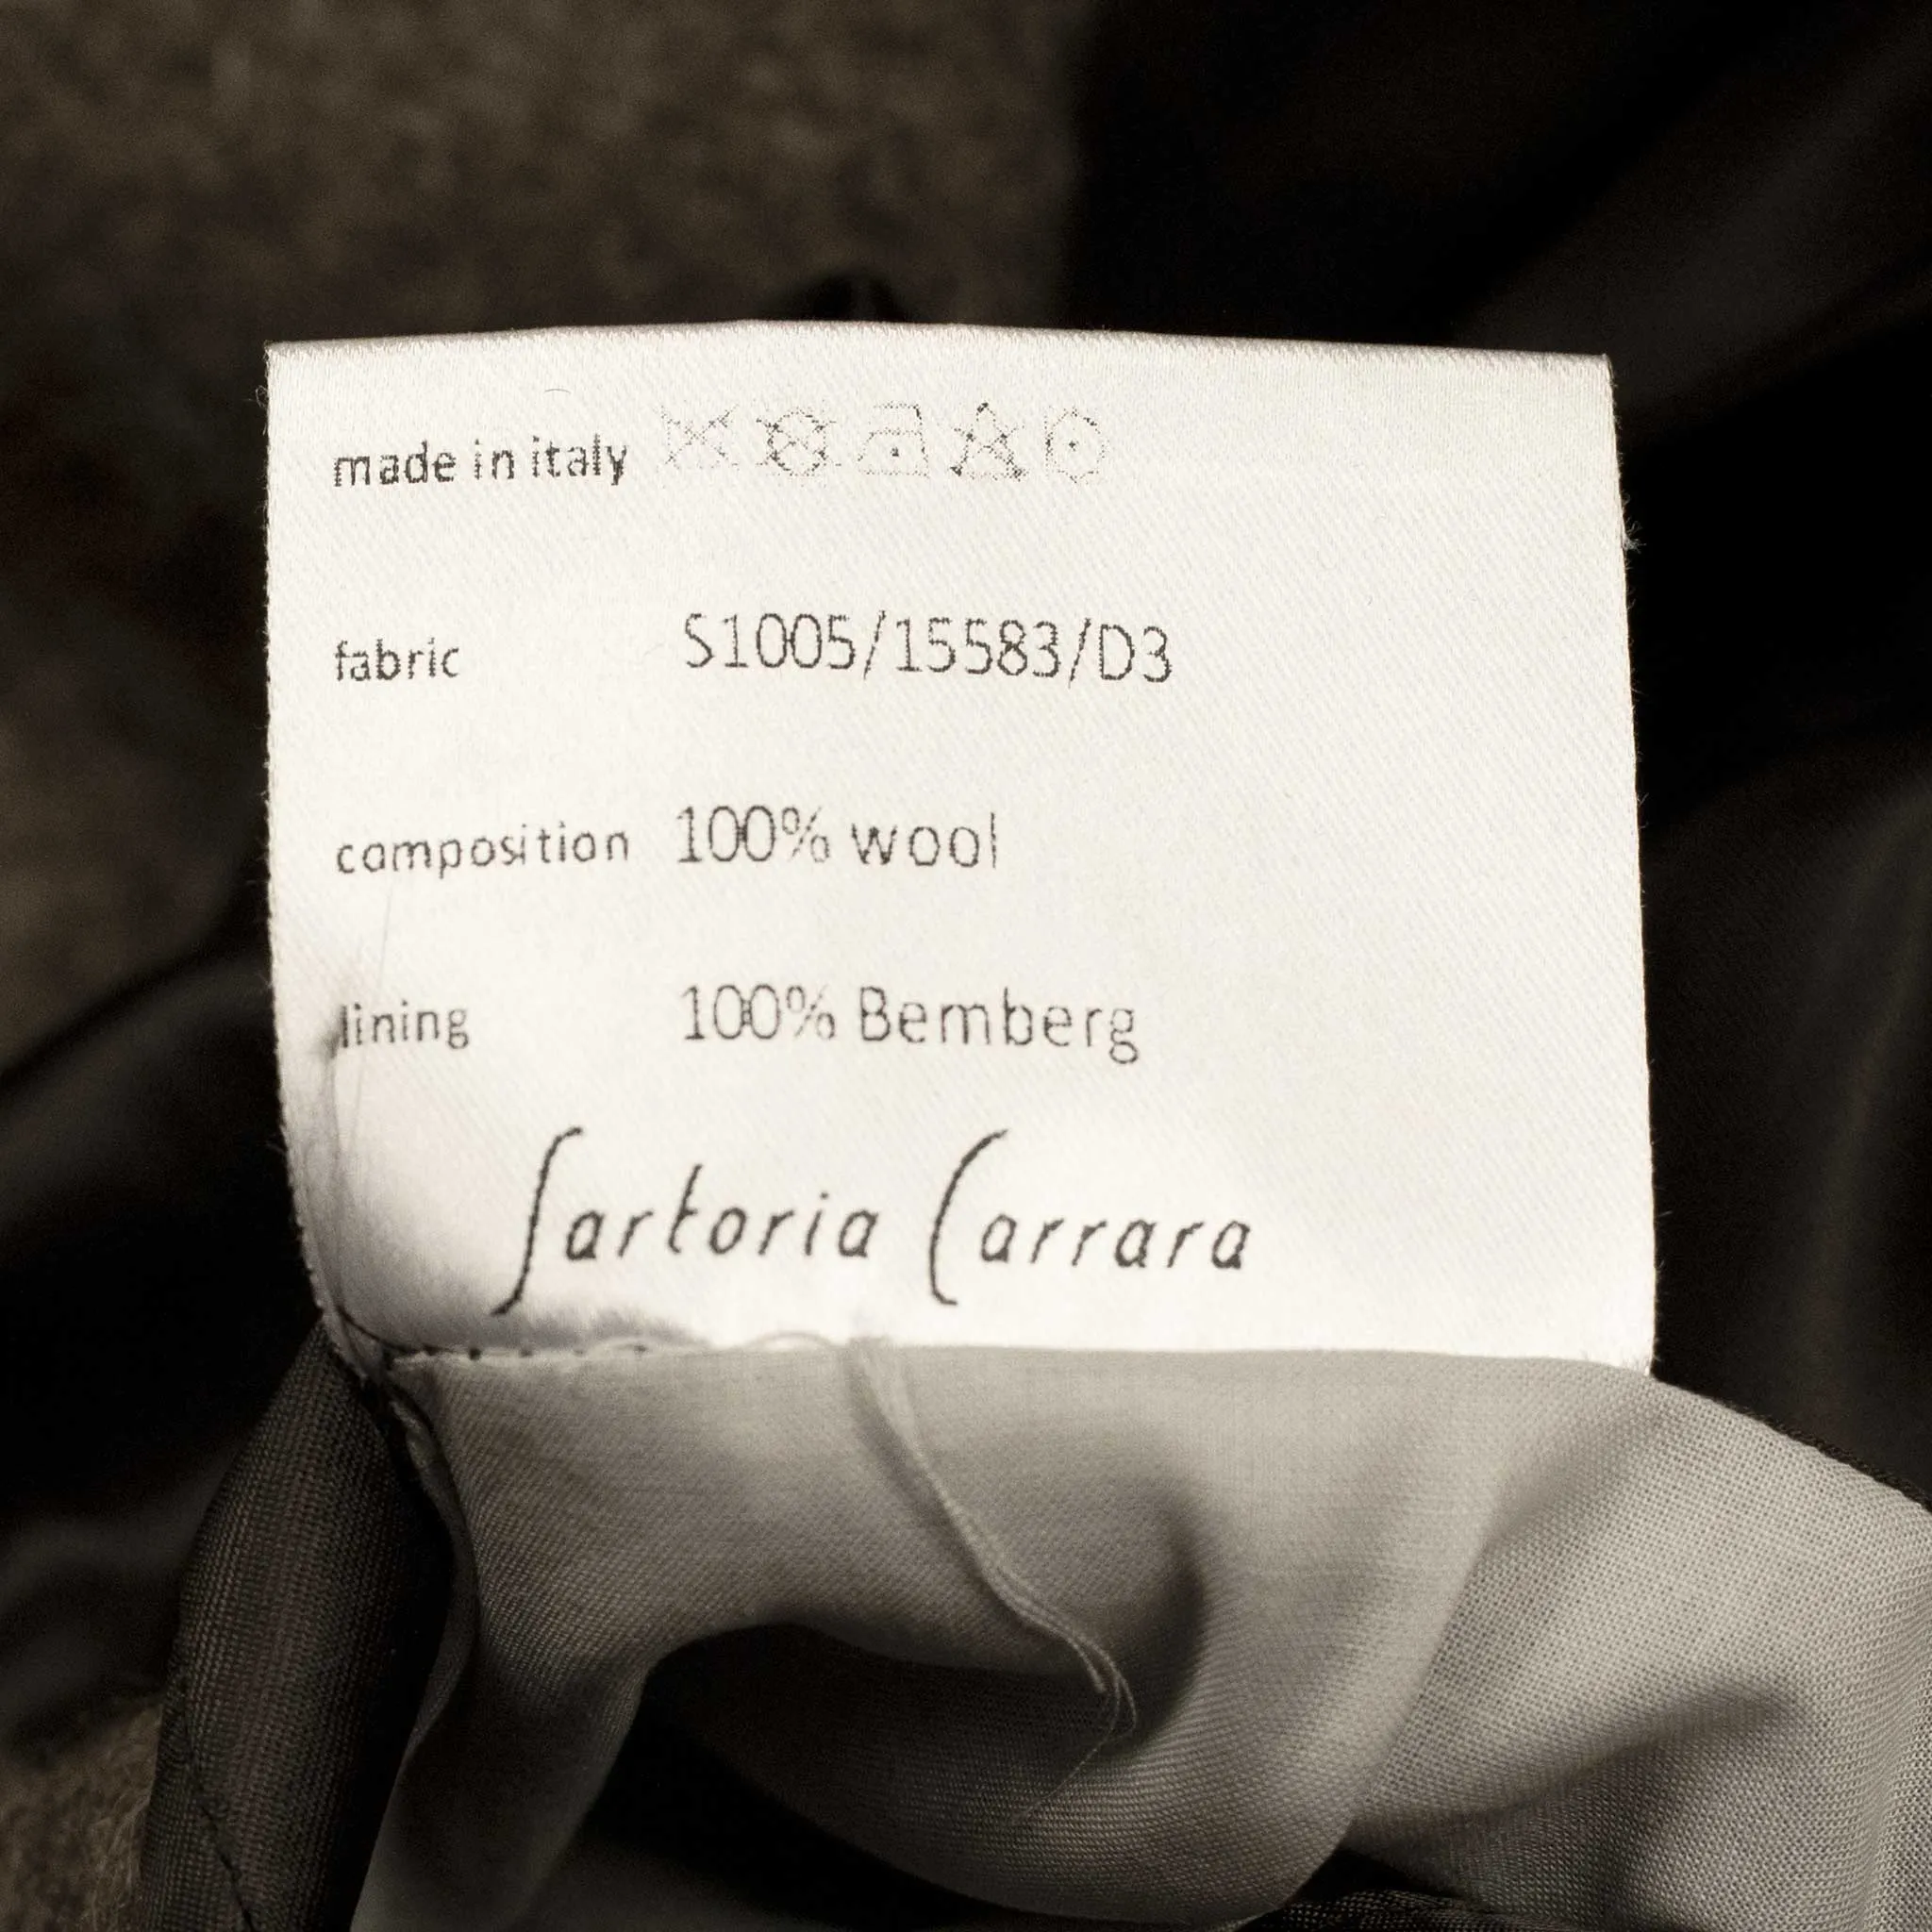 made in italy
fabric S1005/15583/D3
composition 100% wool
lining 100% Bemberg
Sartoria Carrara